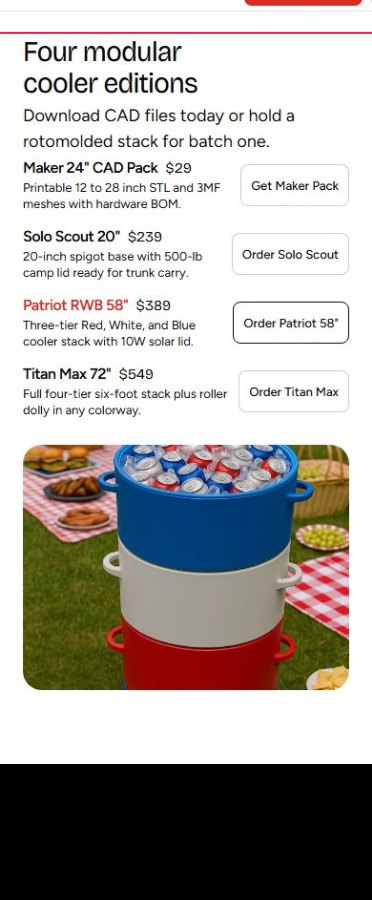 Four modular
cooler editions
Download CAD files today or hold a
rotomolded stack for batch one.
Maker 24" CAD Pack $29
Printable 12 to 28 inch STL and 3MF
meshes with hardware BOM.
Get Maker Pack
Solo Scout 20" $239
20-inch spigot base with 500-lb
camp lid ready for trunk carry.
Order Solo Scout
Patriot RWB 58" $389
Three-tier Red, White, and Blue
cooler stack with 10W solar lid.
Order Patriot 58"
Titan Max 72" $549
Full four-tier six-foot stack plus roller
dolly in any colorway.
Order Titan Max